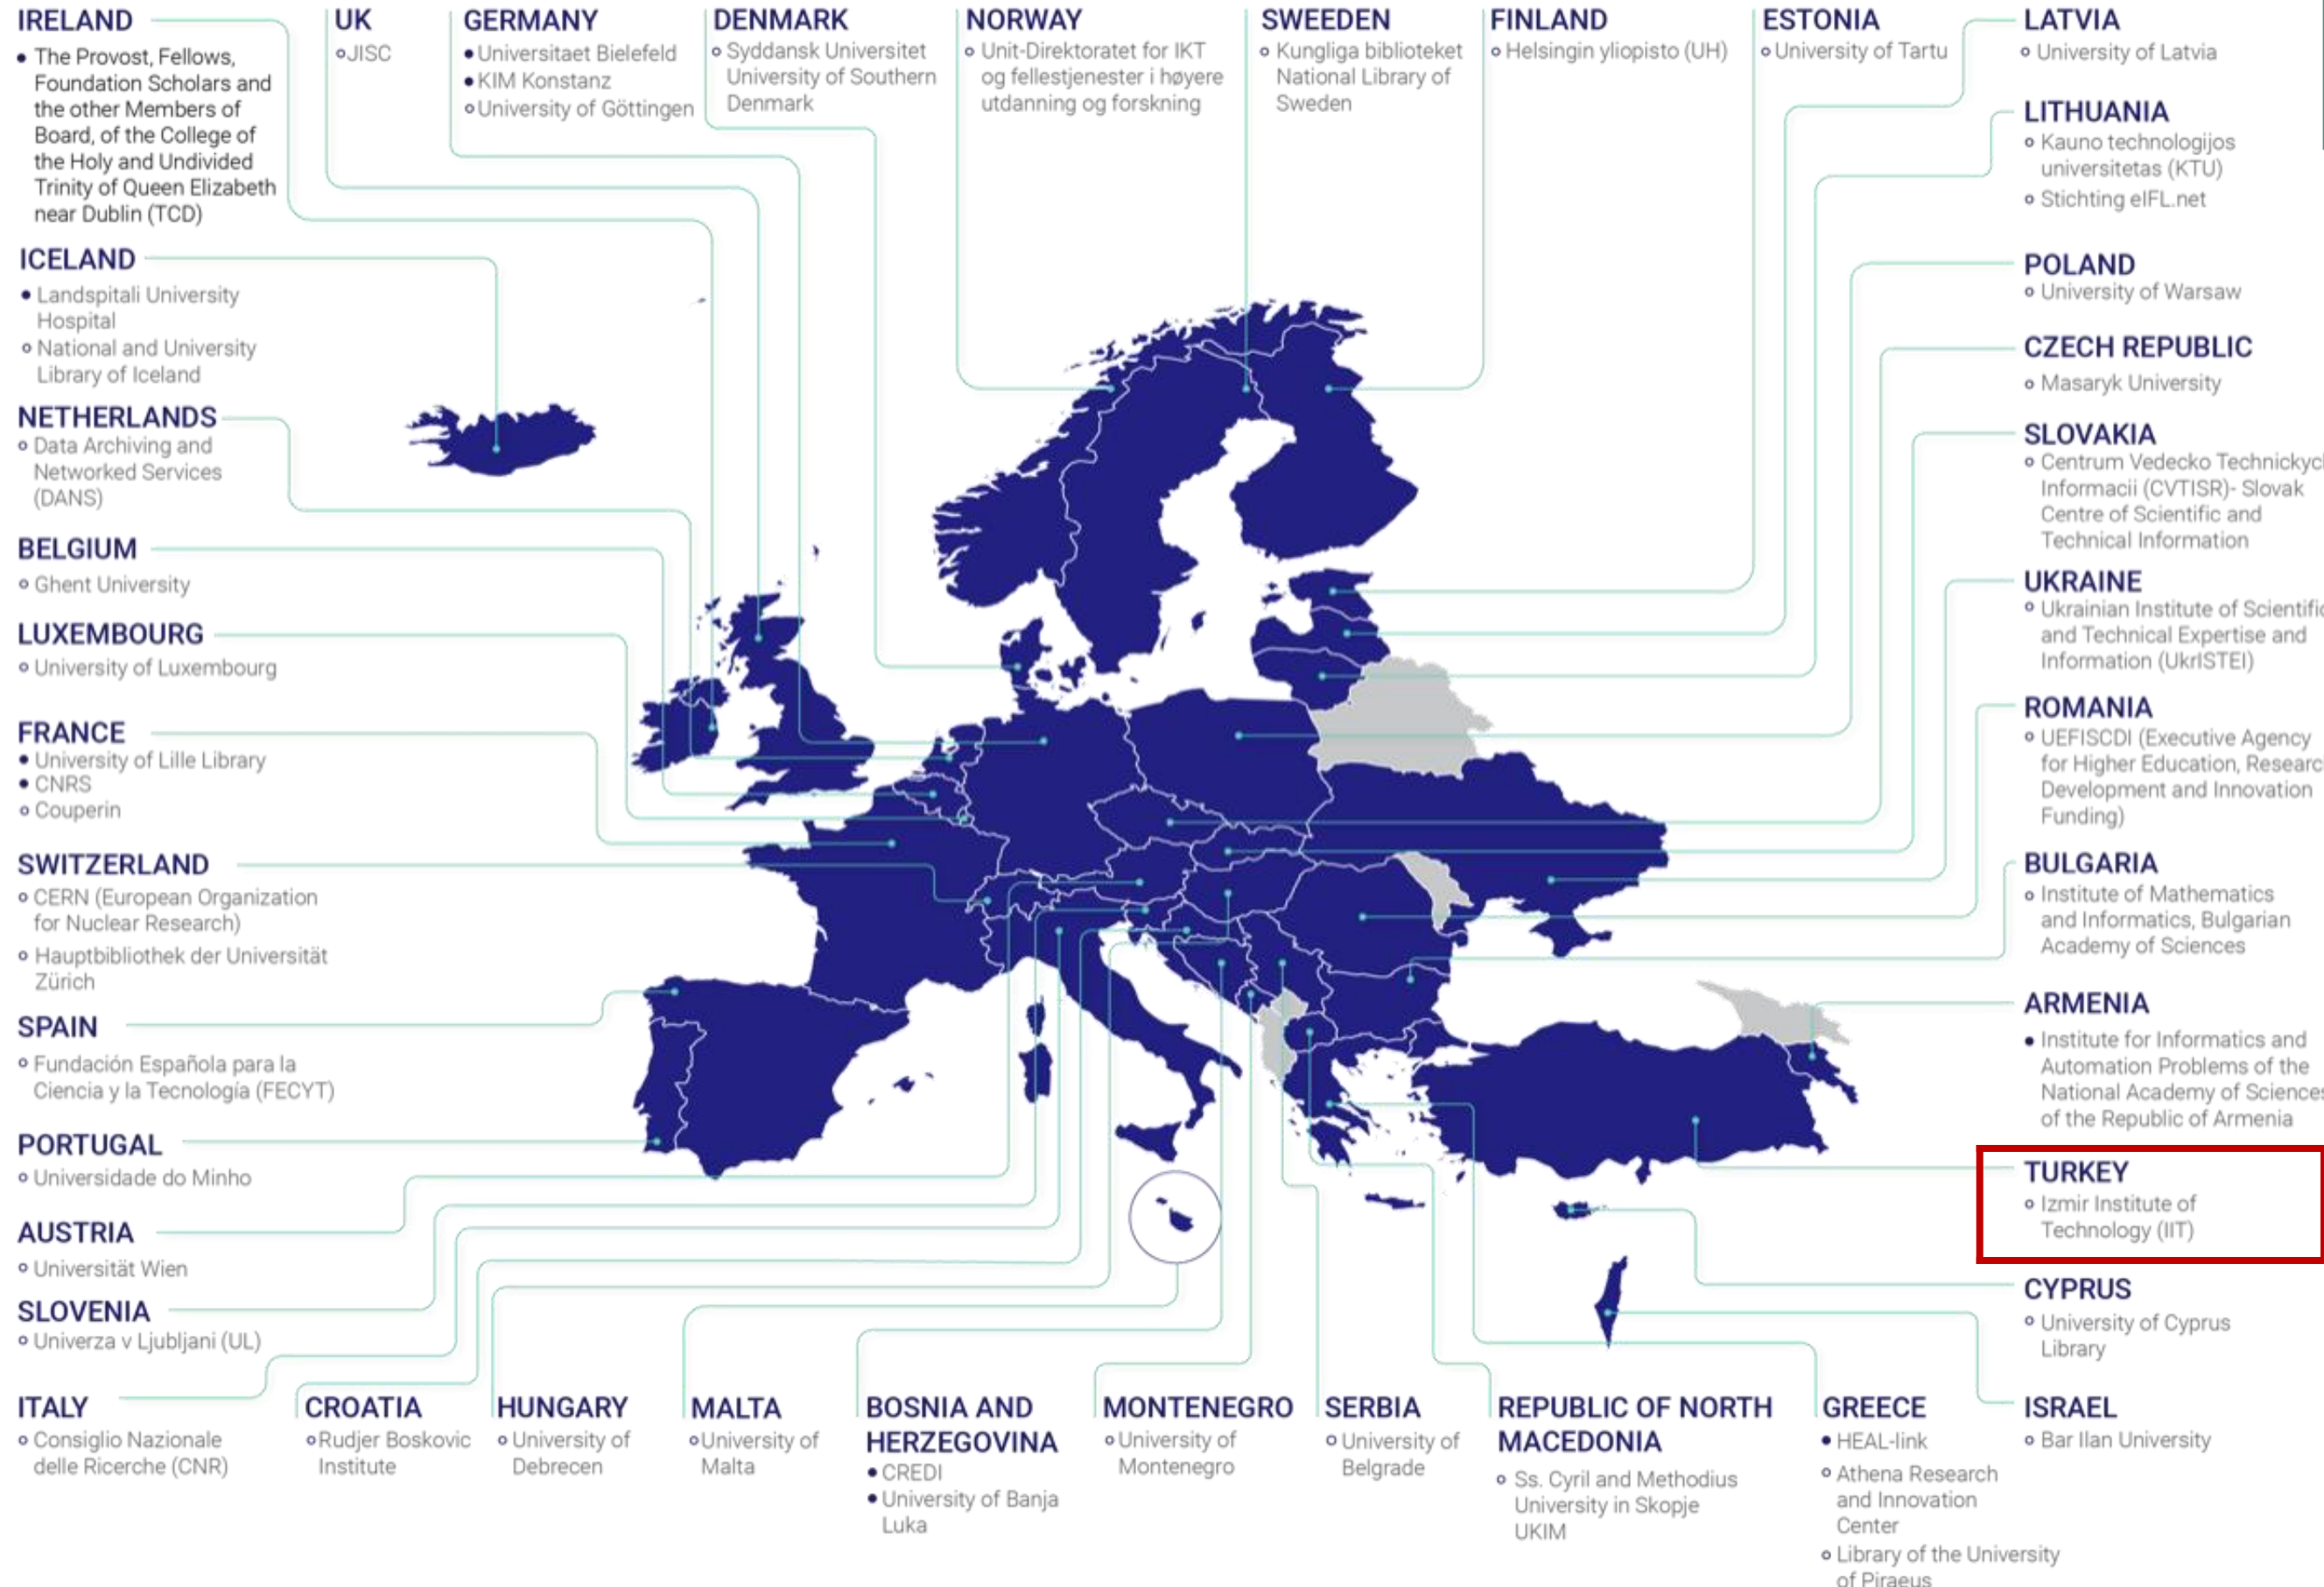 IRELAND
• The Provost, Fellows,
Foundation Scholars and
the other Members of
Board, of the College of
the Holy and Undivided
Trinity of Queen Elizabeth
near Dublin (TCD)
UK
○ JISC
GERMANY
• Universitaet Bielefeld
• KIM Konstanz
○ University of Göttingen
DENMARK
○ Syddansk Universitet
University of Southern
Denmark
NORWAY
○ Unit-Direktoratet for IKT
og fellestjenester i høyere
utdanning og forskning
SWEEDEN
○ Kungliga biblioteket
National Library of
Sweden
FINLAND
○ Helsingin yliopisto (UH)
ESTONIA
○ University of Tartu
LATVIA
○ University of Latvia
LITHUANIA
○ Kauno technologijos
universitetas (KTU)
○ Stichting eIFL.net
POLAND
○ University of Warsaw
CZECH REPUBLIC
○ Masaryk University
SLOVAKIA
○ Centrum Vedecko Technickyc
Informacii (CVTISR)- Slovak
Centre of Scientific and
Technical Information
UKRAINE
○ Ukrainian Institute of Scientific
and Technical Expertise and
Information (UkrISTEI)
ROMANIA
○ UEFISCDI (Executive Agency
for Higher Education, Researc
Development and Innovation
Funding)
BULGARIA
○ Institute of Mathematics
and Informatics, Bulgarian
Academy of Sciences
ARMENIA
• Institute for Informatics and
Automation Problems of the
National Academy of Sciences
of the Republic of Armenia
TURKEY
○ Izmir Institute of
Technology (IIT)
CYPRUS
○ University of Cyprus
Library
ISRAEL
○ Bar Ilan University
ICELAND
• Landspitali University
Hospital
○ National and University
Library of Iceland
NETHERLANDS
○ Data Archiving and
Networked Services
(DANS)
BELGIUM
○ Ghent University
LUXEMBOURG
○ University of Luxembourg
FRANCE
• University of Lille Library
• CNRS
○ Couperin
SWITZERLAND
○ CERN (European Organization
for Nuclear Research)
○ Hauptbibliothek der Universität
Zürich
SPAIN
○ Fundación Española para la
Ciencia y la Tecnología (FECYT)
PORTUGAL
○ Universidade do Minho
AUSTRIA
○ Universität Wien
SLOVENIA
○ Univerza v Ljubljani (UL)
ITALY
○ Consiglio Nazionale
delle Ricerche (CNR)
CROATIA
○ Rudjer Boskovic
Institute
HUNGARY
○ University of
Debrecen
MALTA
○ University of
Malta
BOSNIA AND
HERZEGOVINA
• CREDI
• University of Banja
Luka
MONTENEGRO
○ University of
Montenegro
SERBIA
○ University of
Belgrade
REPUBLIC OF NORTH
MACEDONIA
○ Ss. Cyril and Methodius
University in Skopje
UKIM
GREECE
• HEAL-link
○ Athena Research
and Innovation
Center
○ Library of the University
of Piraeus